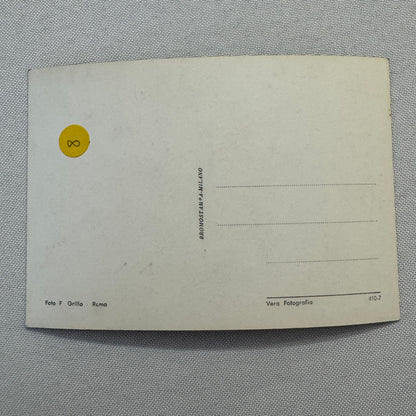 8
BROMOSTAMPA-MILANO
Foto F Grillo Roma
Vera Fotografia
410-7